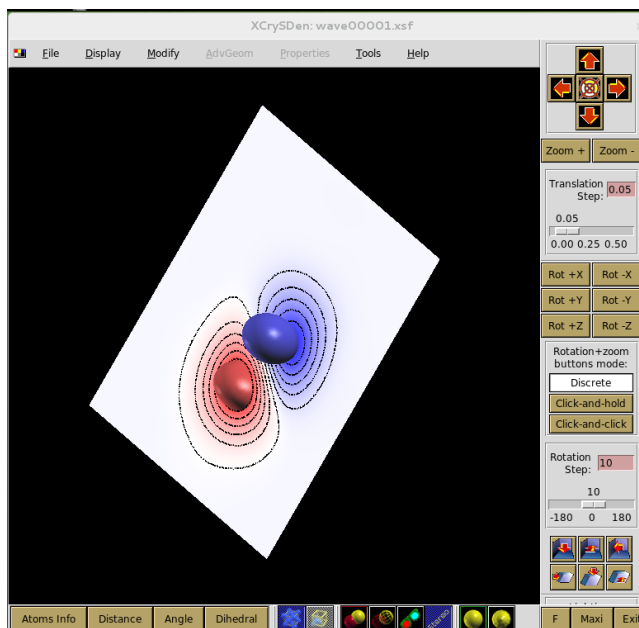 XCrySDen: wave00001.xsf
File Display Modify AdvGeom Properties Tools Help
Zoom + Zoom -
Translation
Step: 0.05
0.05
0.00 0.25 0.50
Rot +X Rot -X
Rot +Y Rot -Y
Rot +Z Rot -Z
Rotation+zoom
buttons mode:
Discrete
Click-and-hold
Click-and-click
Rotation
Step: 10
10
-180 0 180
Atoms Info Distance Angle Dihedral Stereo F Maxi Exi